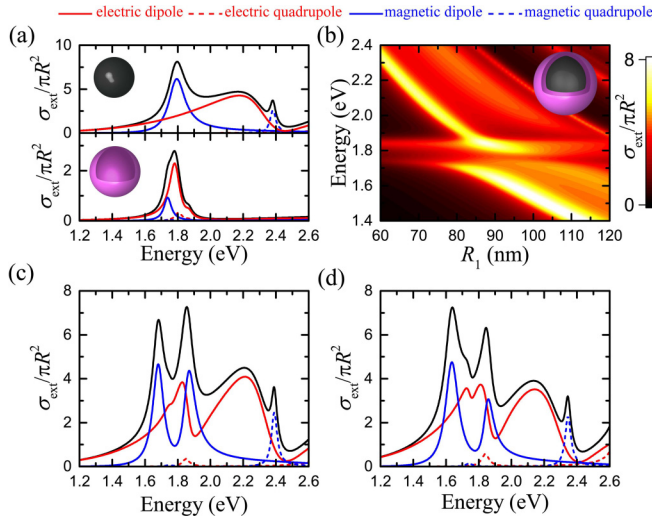 electric dipole electric quadrupole magnetic dipole magnetic quadrupole
(a)
σext/πR²
10
5
0
2
0
1.2 1.4 1.6 1.8 2.0 2.2 2.4 2.6
Energy (eV)
(b)
Energy (eV)
2.4
2.2
2.0
1.8
1.6
1.4
60 80 100 120
R₁ (nm)
8
σext/πR²
0
(c)
σext/πR²
8
6
4
2
0
1.2 1.4 1.6 1.8 2.0 2.2 2.4 2.6
Energy (eV)
(d)
σext/πR²
8
6
4
2
0
1.2 1.4 1.6 1.8 2.0 2.2 2.4 2.6
Energy (eV)